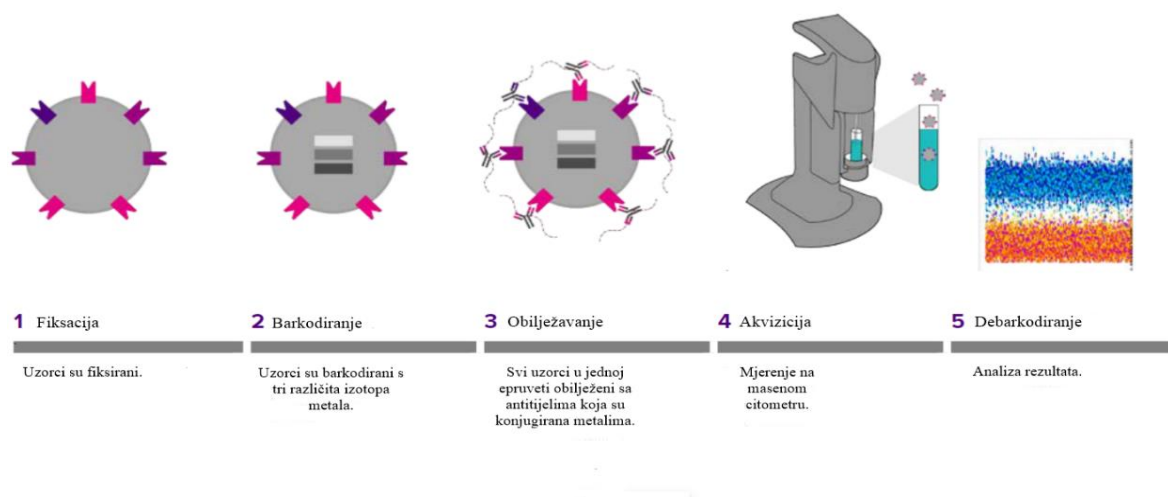 1 Fiksacija
2 Barkodiranje
3 Obilježavanje
4 Akvizicija
5 Debarkodiranje
Uzorci su fiksirani.
Uzorci su barkodirani s
tri različita izotopa
metala.
Svi uzorci u jednoj
epruveti obilježeni sa
antitijelima koja su
konjugirana metalima.
Mjerenje na
masenom
citometru.
Analiza rezultata.